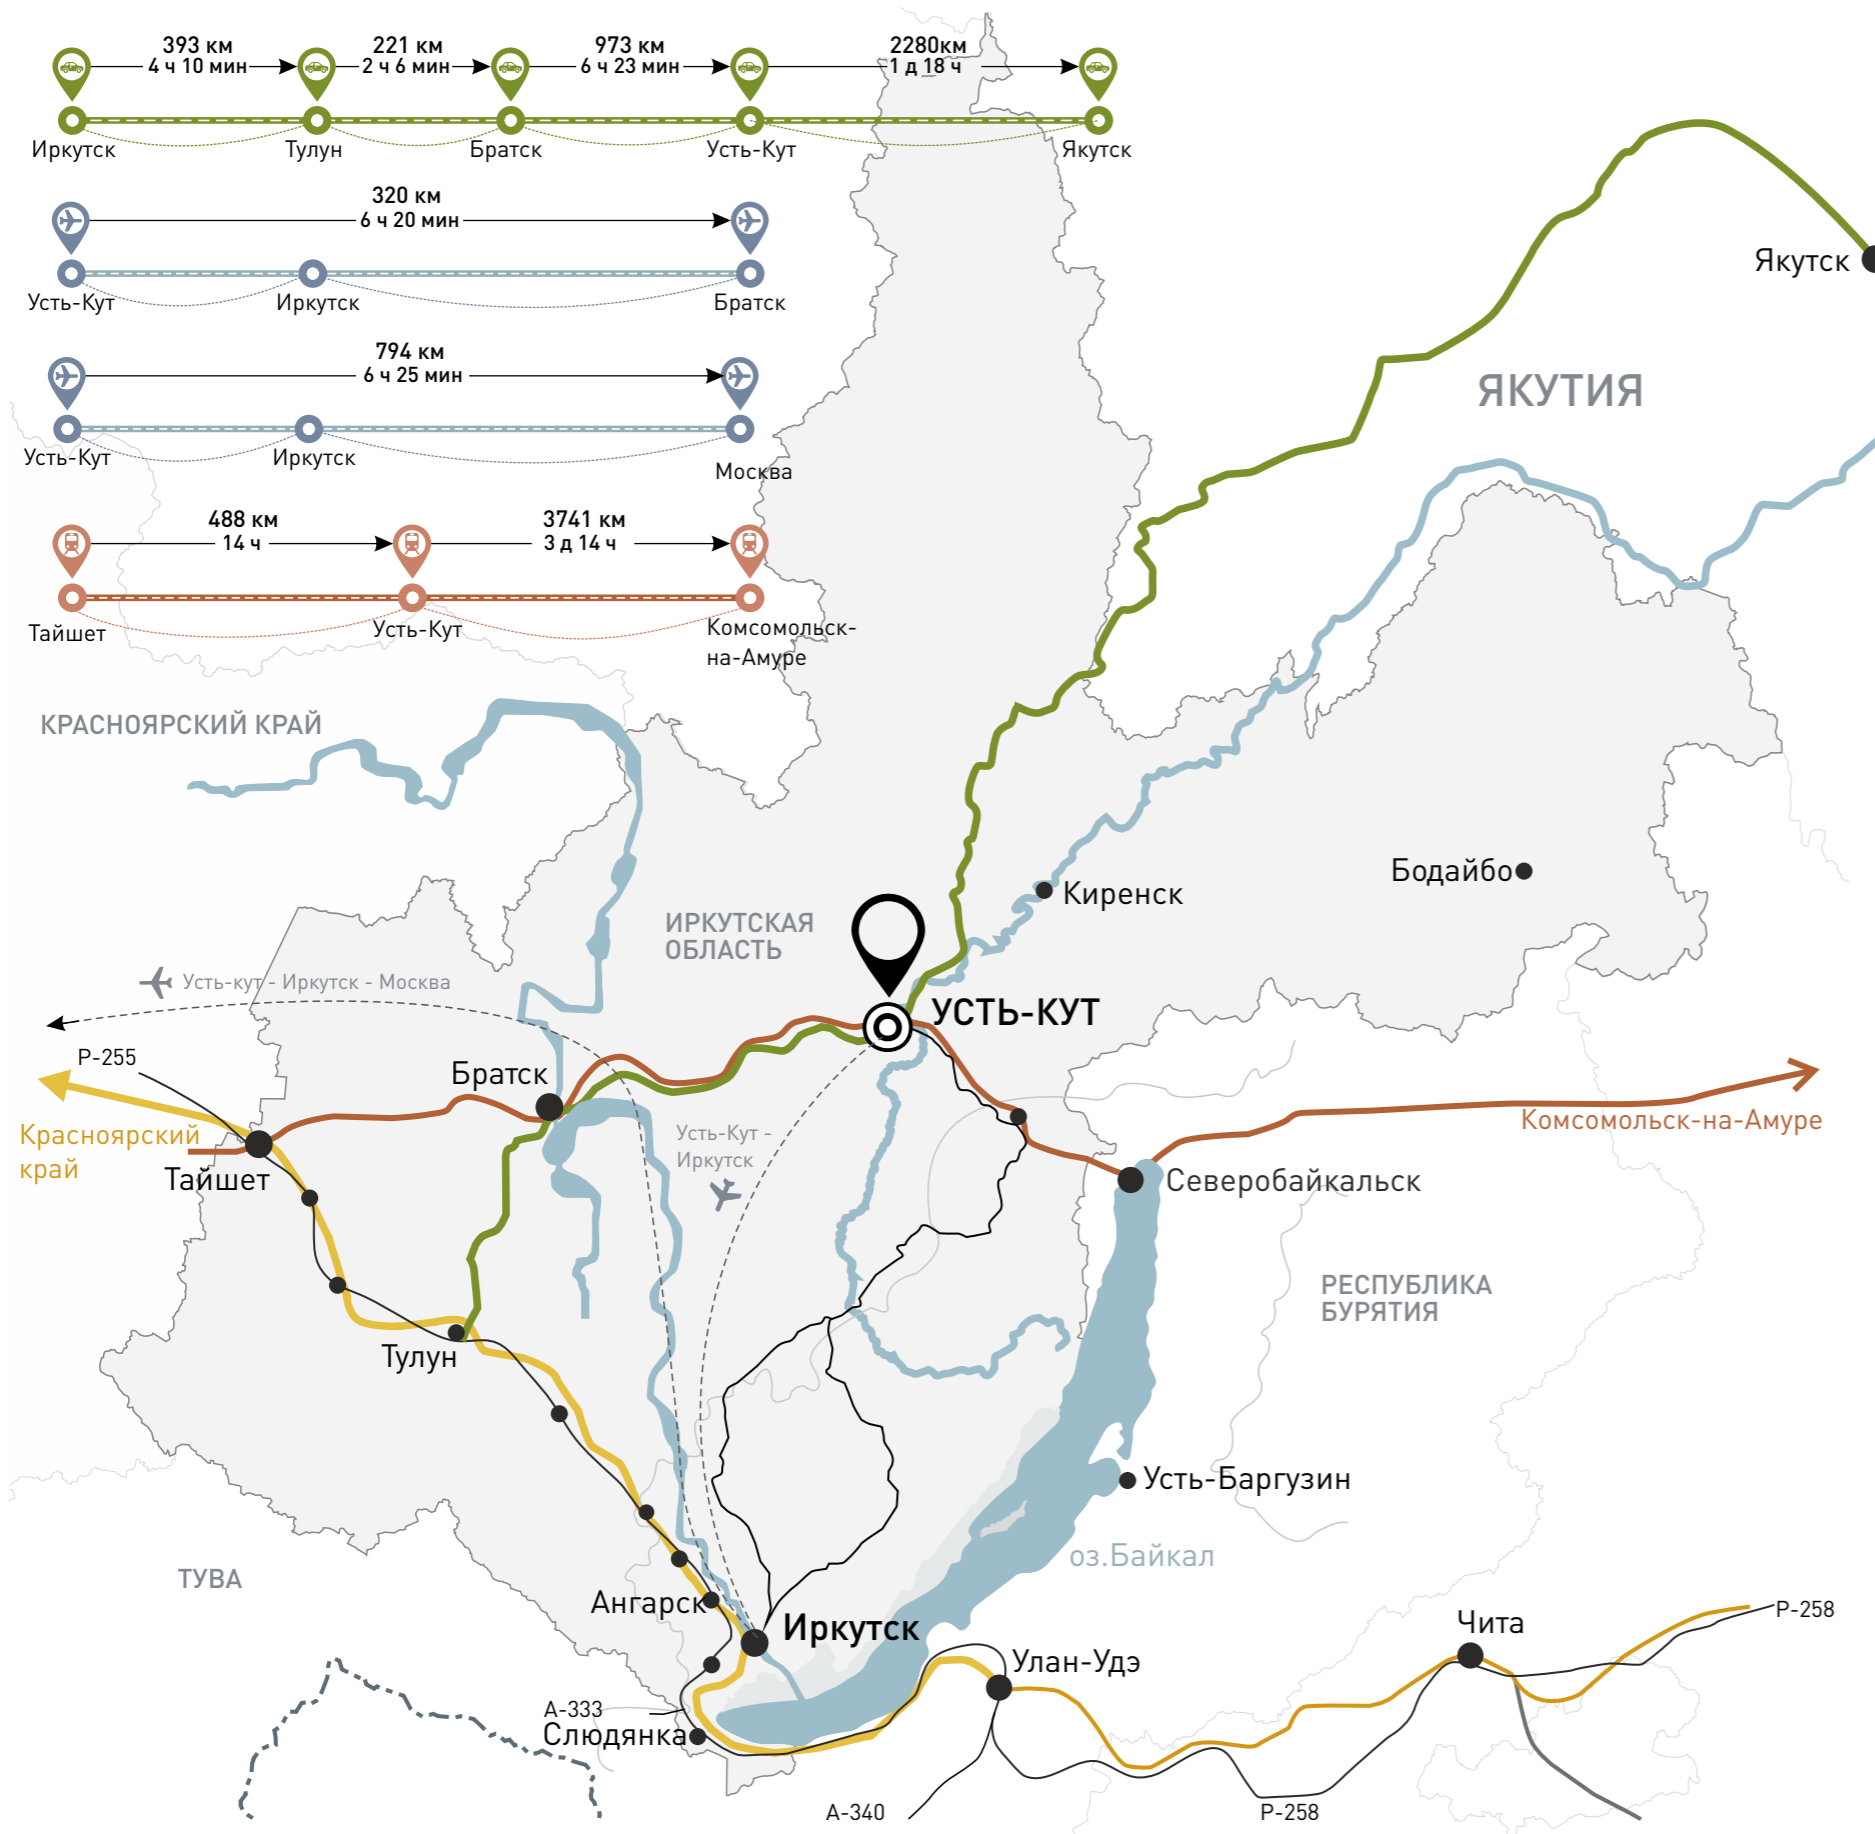 393 км
4 ч 10 мин
221 км
2 ч 6 мин
973 км
6 ч 23 мин
2280км
1 д 18 ч
Иркутск
Тулун
Братск
Усть-Кут
Якутск
320 км
6 ч 20 мин
Усть-Кут
Иркутск
Братск
794 км
6 ч 25 мин
Усть-Кут
Иркутск
Москва
488 км
14 ч
3741 км
3 д 14 ч
Тайшет
Усть-Кут
Комсомольск-
на-Амуре
Якутск
ЯКУТИЯ
КРАСНОЯРСКИЙ КРАЙ
Бодайбо
Киренск
ИРКУТСКАЯ
ОБЛАСТЬ
Усть-кут - Иркутск - Москва
УСТЬ-КУТ
Р-255
Братск
Красноярский
край
Тайшет
Усть-Кут -
Иркутск
Комсомольск-на-Амуре
Северобайкальск
РЕСПУБЛИКА
БУРЯТИЯ
Тулун
Усть-Баргузин
оз.Байкал
ТУВА
Ангарск
Иркутск
Чита
Р-258
Улан-Удэ
А-333
Слюдянка
А-340
Р-258